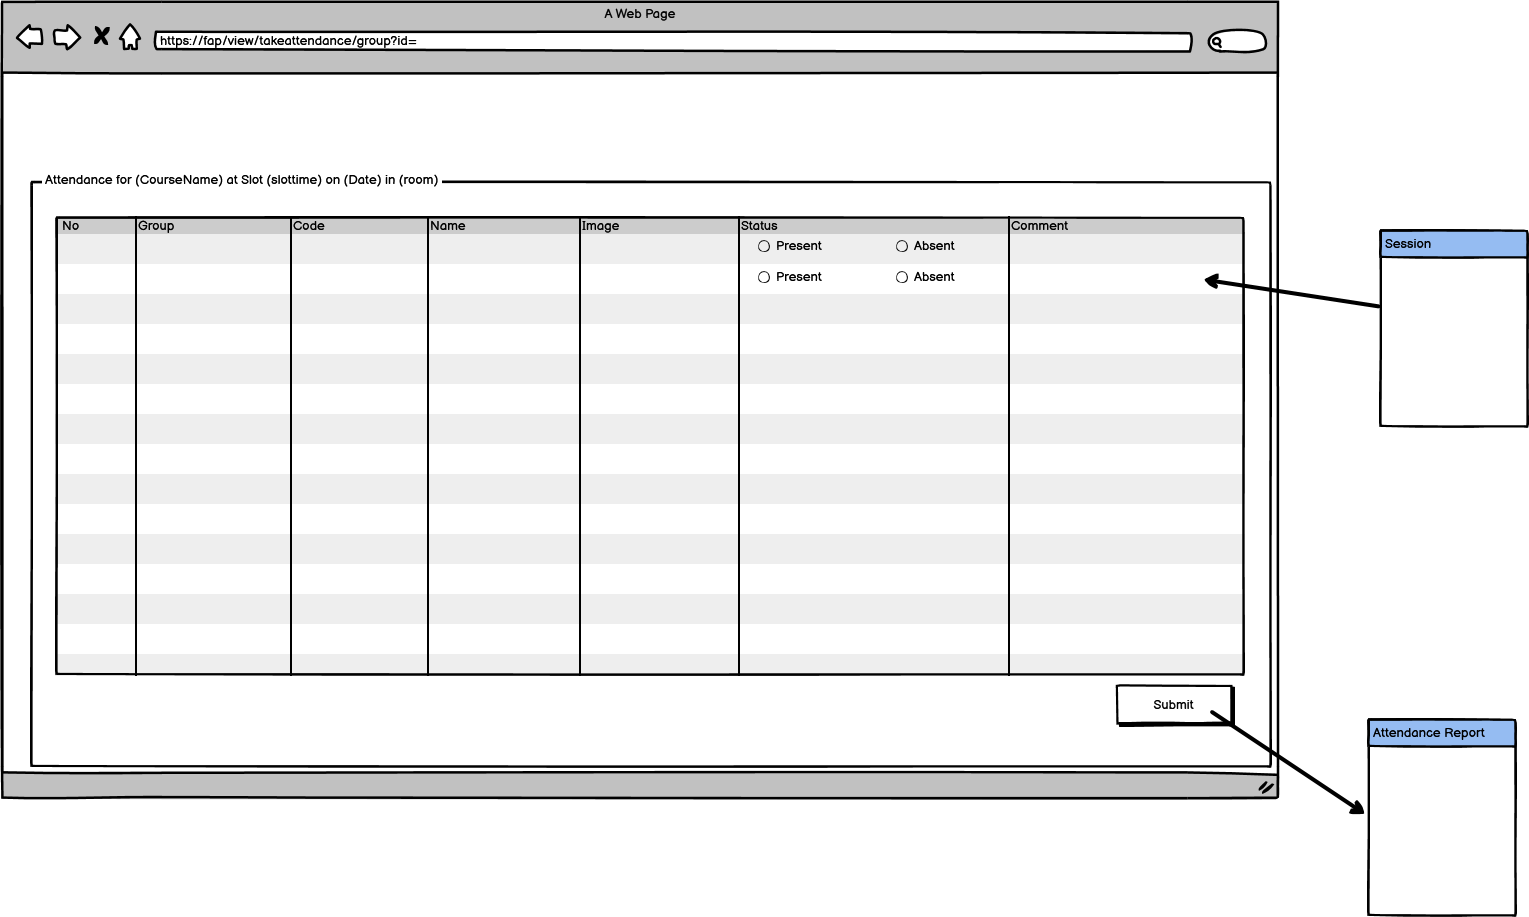 A Web Page
https://fap/view/takeattendance/group?id=
Attendance for (CourseName) at Slot (slottime) on (Date) in (room)
No Group Code Name Image Status Comment
Present Absent
Present Absent
Session
Submit
Attendance Report